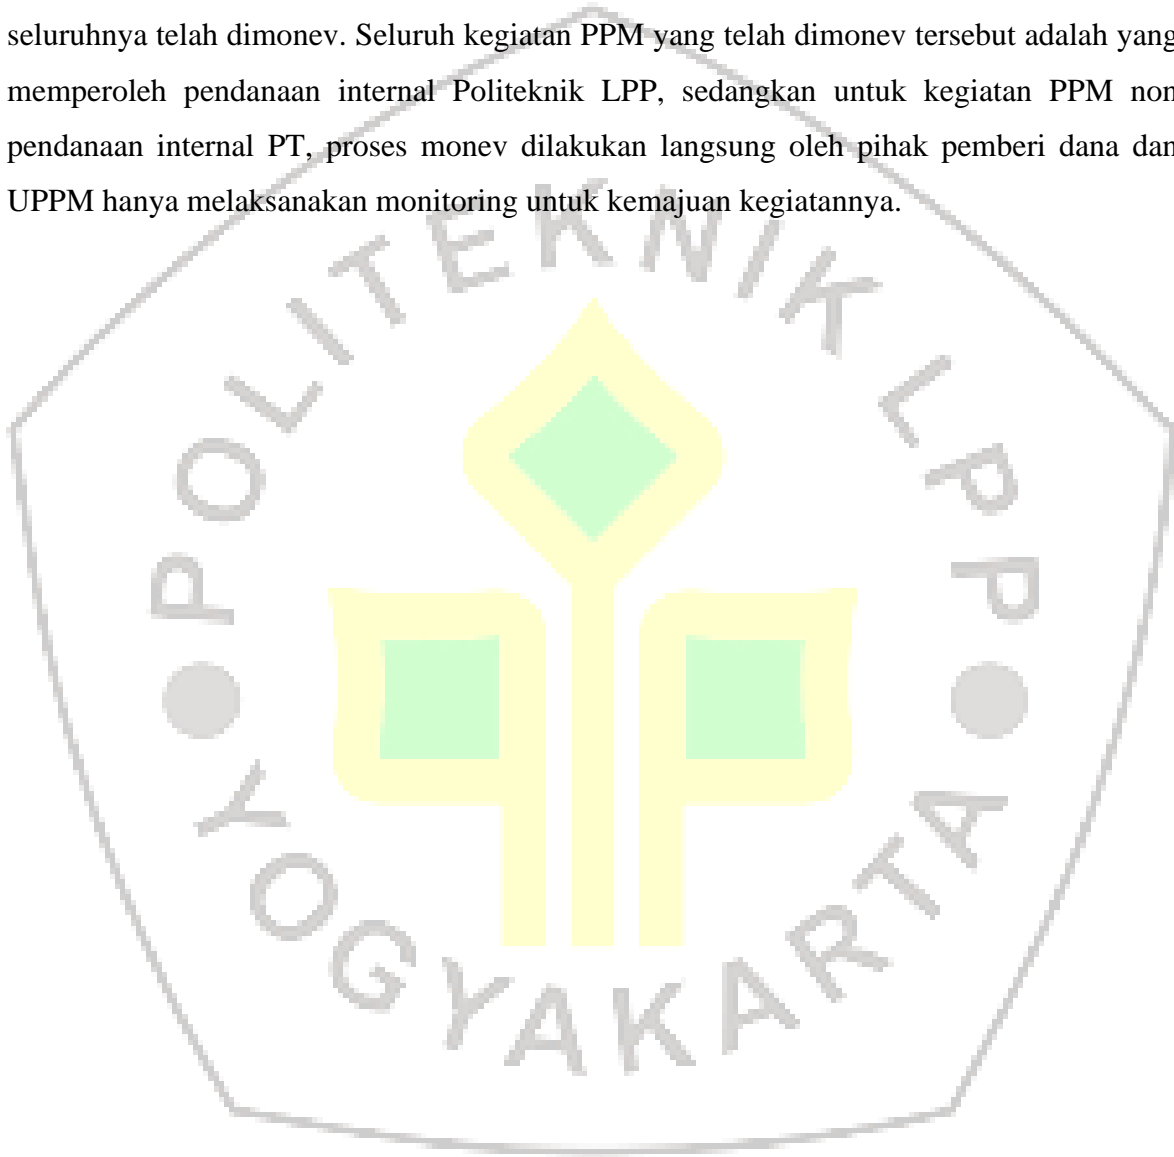 seluruhnya telah dimonev. Seluruh kegiatan PPM yang telah dimonev tersebut adalah yang
memperoleh pendanaan internal Politeknik LPP, sedangkan untuk kegiatan PPM non
pendanaan internal PT, proses monev dilakukan langsung oleh pihak pemberi dana dan
UPPM hanya melaksanakan monitoring untuk kemajuan kegiatannya.
POLITEKNIK LPP
YOGYAKARTA